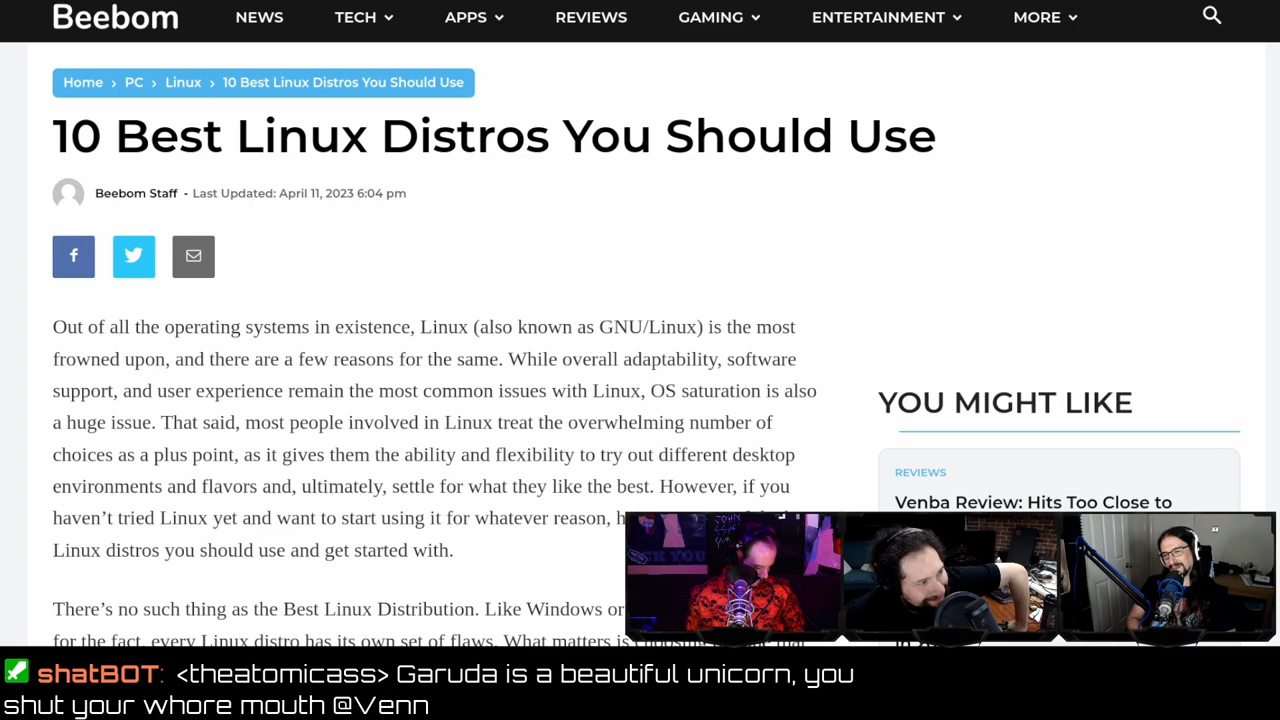 Beebom
NEWS TECH APPS REVIEWS GAMING ENTERTAINMENT MORE
Home › PC › Linux › 10 Best Linux Distros You Should Use
10 Best Linux Distros You Should Use
Beebom Staff - Last Updated: April 11, 2023 6:04 pm
Out of all the operating systems in existence, Linux (also known as GNU/Linux) is the most
frowned upon, and there are a few reasons for the same. While overall adaptability, software
support, and user experience remain the most common issues with Linux, OS saturation is also
a huge issue. That said, most people involved in Linux treat the overwhelming number of
choices as a plus point, as it gives them the ability and flexibility to try out different desktop
environments and flavors and, ultimately, settle for what they like the best. However, if you
haven’t tried Linux yet and want to start using it for whatever reason,
Linux distros you should use and get started with.
There’s no such thing as the Best Linux Distribution. Like Windows or
for the fact, every Linux distro has its own set of flaws. What matters is
YOU MIGHT LIKE
REVIEWS
Venba Review: Hits Too Close to
shatBOT: <theatomicass> Garuda is a beautiful unicorn, you
shut your whore mouth @Venn